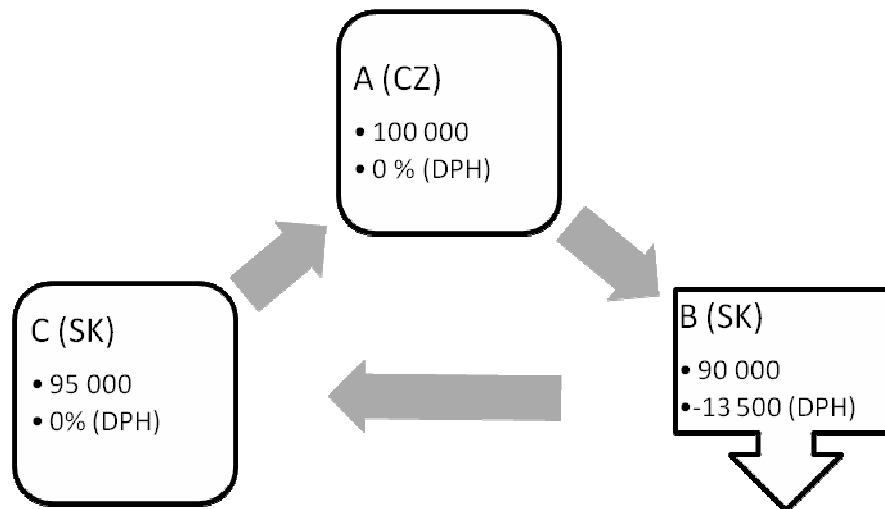 A (CZ)
• 100 000
• 0 % (DPH)
C (SK)
• 95 000
• 0% (DPH)
B (SK)
• 90 000
•-13 500 (DPH)